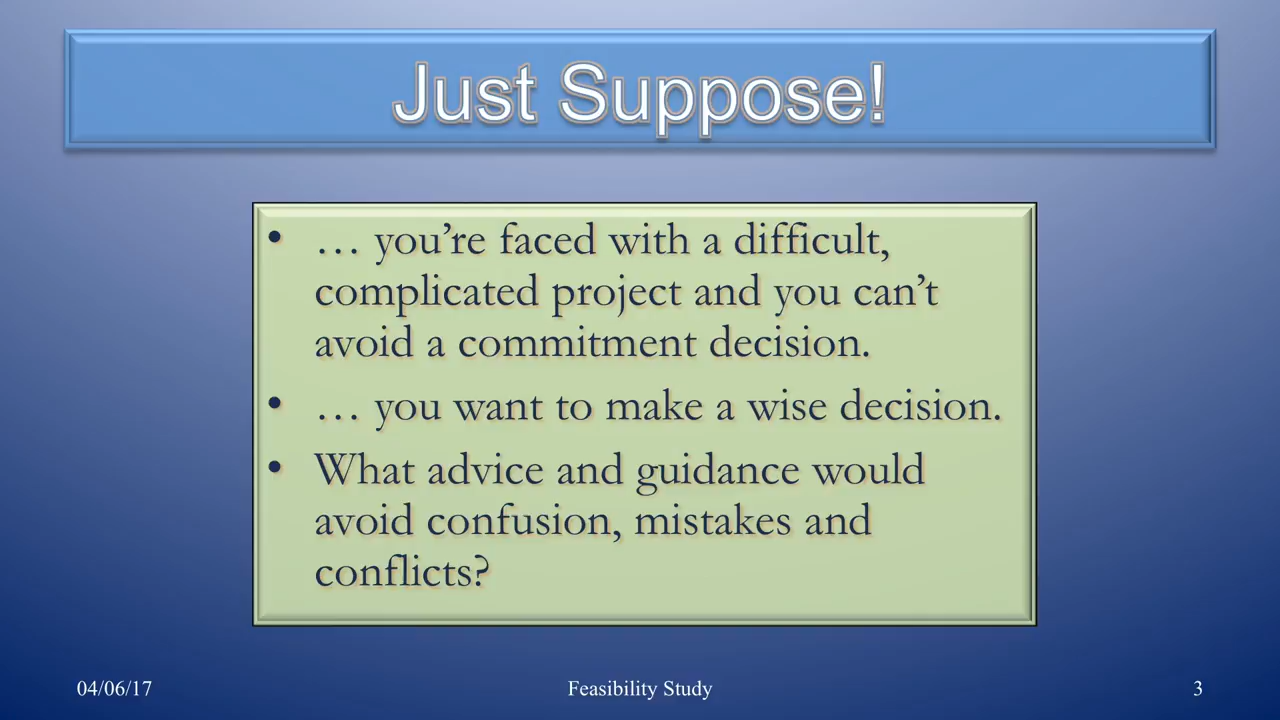 Just Suppose!
• … you’re faced with a difficult,
complicated project and you can’t
avoid a commitment decision.
• … you want to make a wise decision.
• What advice and guidance would
avoid confusion, mistakes and
conflicts?
04/06/17 Feasibility Study 3